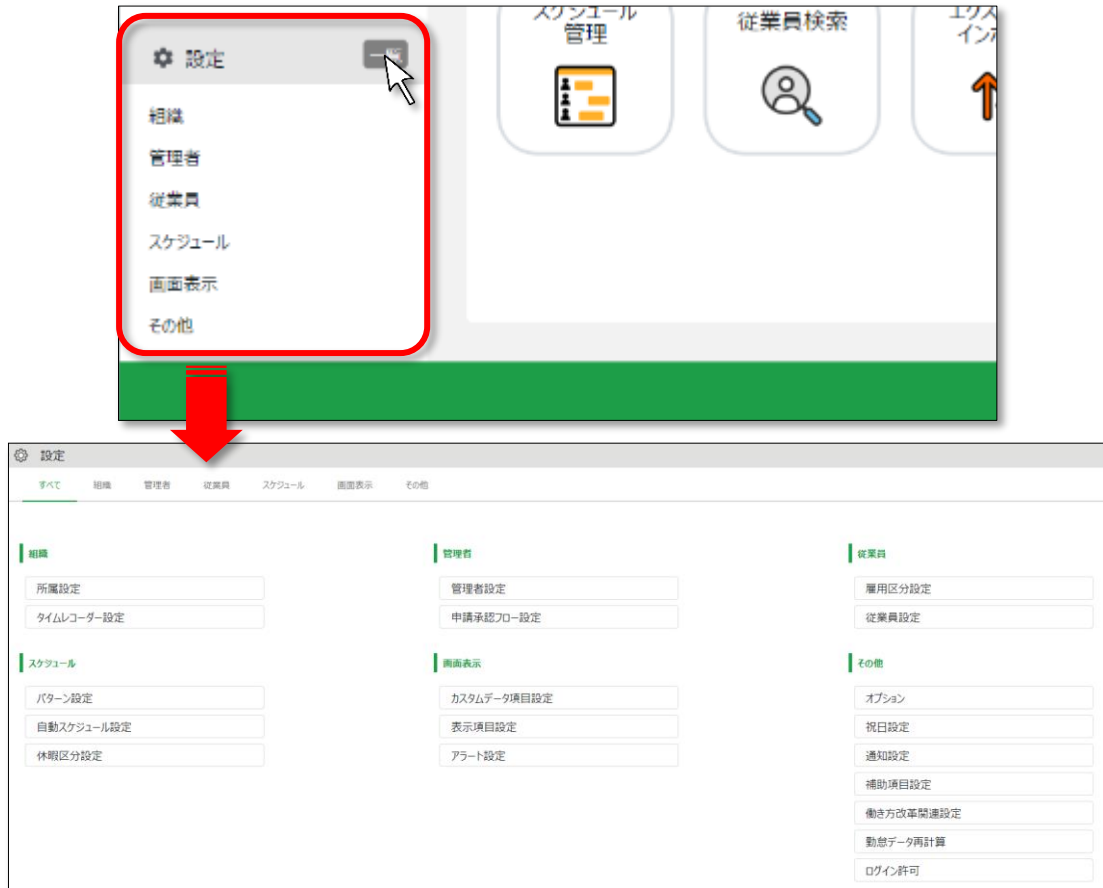 スケジュール
管理
従業員検索
設定
組織
管理者
従業員
スケジュール
画面表示
その他
設定
すべて 組織 管理者 従業員 スケジュール 画面表示 その他
組織
所属設定
タイムレコーダー設定
管理者
管理者設定
申請承認フロー設定
従業員
雇用区分設定
従業員設定
スケジュール
パターン設定
自動スケジュール設定
休暇区分設定
画面表示
カスタムデータ項目設定
表示項目設定
アラート設定
その他
オプション
祝日設定
通知設定
補助項目設定
働き方改革関連設定
勤怠データ再計算
ログイン許可